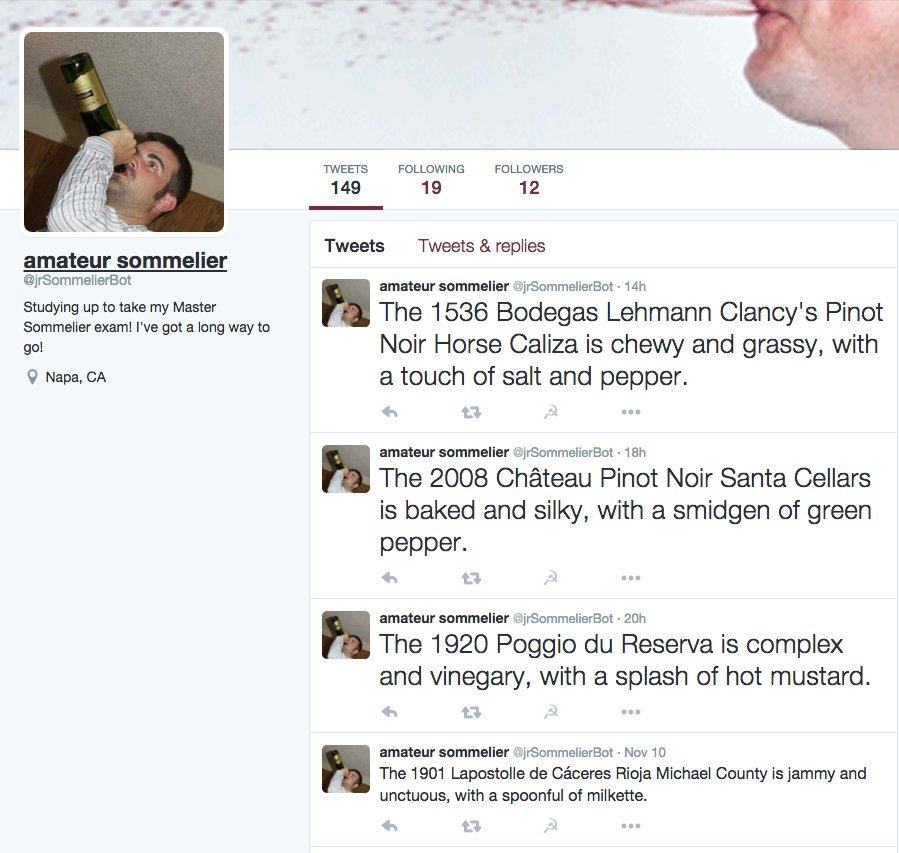 TWEETS
149
FOLLOWING
19
FOLLOWERS
12
amateur sommelier
@jrSommelierBot
Studying up to take my Master
Sommelier exam! I've got a long way to
go!
Napa, CA
Tweets
Tweets & replies
amateur sommelier @jrSommelierBot · 14h
The 1536 Bodegas Lehmann Clancy's Pinot
Noir Horse Caliza is chewy and grassy, with
a touch of salt and pepper.
amateur sommelier @jrSommelierBot · 18h
The 2008 Château Pinot Noir Santa Cellars
is baked and silky, with a smidgen of green
pepper.
amateur sommelier @jrSommelierBot · 20h
The 1920 Poggio du Reserva is complex
and vinegary, with a splash of hot mustard.
amateur sommelier @jrSommelierBot · Nov 10
The 1901 Lapostolle de Cáceres Rioja Michael County is jammy and
unctuous, with a spoonful of milkette.